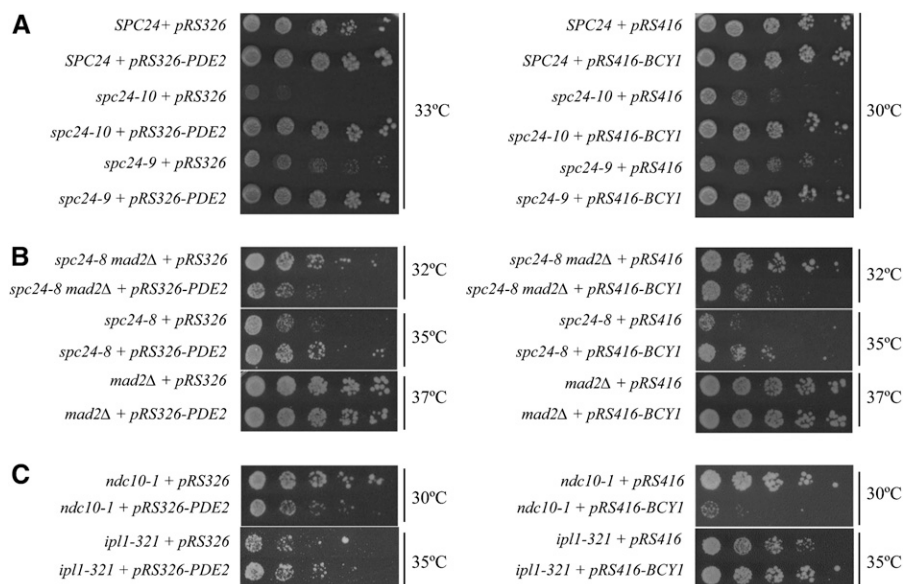 A
SPC24+ pRS326
SPC24 + pRS326-PDE2
spc24-10 + pRS326
spc24-10 + pRS326-PDE2
spc24-9 + pRS326
spc24-9 + pRS326-PDE2
33ºC
SPC24 + pRS416
SPC24 + pRS416-BCY1
spc24-10 + pRS416
spc24-10 + pRS416-BCY1
spc24-9 + pRS416
spc24-9 + pRS416-BCY1
30ºC
B
spc24-8 mad2Δ + pRS326
spc24-8 mad2Δ + pRS326-PDE2
32ºC
spc24-8 + pRS326
spc24-8 + pRS326-PDE2
35ºC
mad2Δ + pRS326
mad2Δ + pRS326-PDE2
37ºC
spc24-8 mad2Δ + pRS416
spc24-8 mad2Δ + pRS416-BCY1
32ºC
spc24-8 + pRS416
spc24-8 + pRS416-BCY1
35ºC
mad2Δ + pRS416
mad2Δ + pRS416-BCY1
37ºC
C
ndc10-1 + pRS326
ndc10-1 + pRS326-PDE2
30ºC
ipl1-321 + pRS326
ipl1-321 + pRS326-PDE2
35ºC
ndc10-1 + pRS416
ndc10-1 + pRS416-BCY1
30ºC
ipl1-321 + pRS416
ipl1-321 + pRS416-BCY1
35ºC